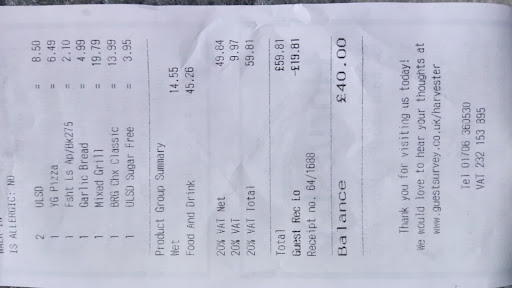 IS ALLERGIC: NO
2 ULSD = 8.50
1 YG Pizza = 6.49
1 Fsht Ls Ap/BK275 = 2.10
1 Garlic Bread = 4.99
1 Mixed Grill = 19.79
1 BRG Chx Classic = 13.99
1 ULSD Sugar Free = 3.95
Product Group Summary
Wet 14.55
Food And Drink 45.26
20% VAT Net 49.84
20% VAT 9.97
20% VAT Total 59.81
Total £59.81
Guest Rec Lo -£19.81
Receipt no. 64/1688
Balance £40.00
Thank you for visiting us today!
We would love to hear your thoughts at
www.guestsurvey.co.uk/harvester
Tel 01706 360530
VAT 232 153 895